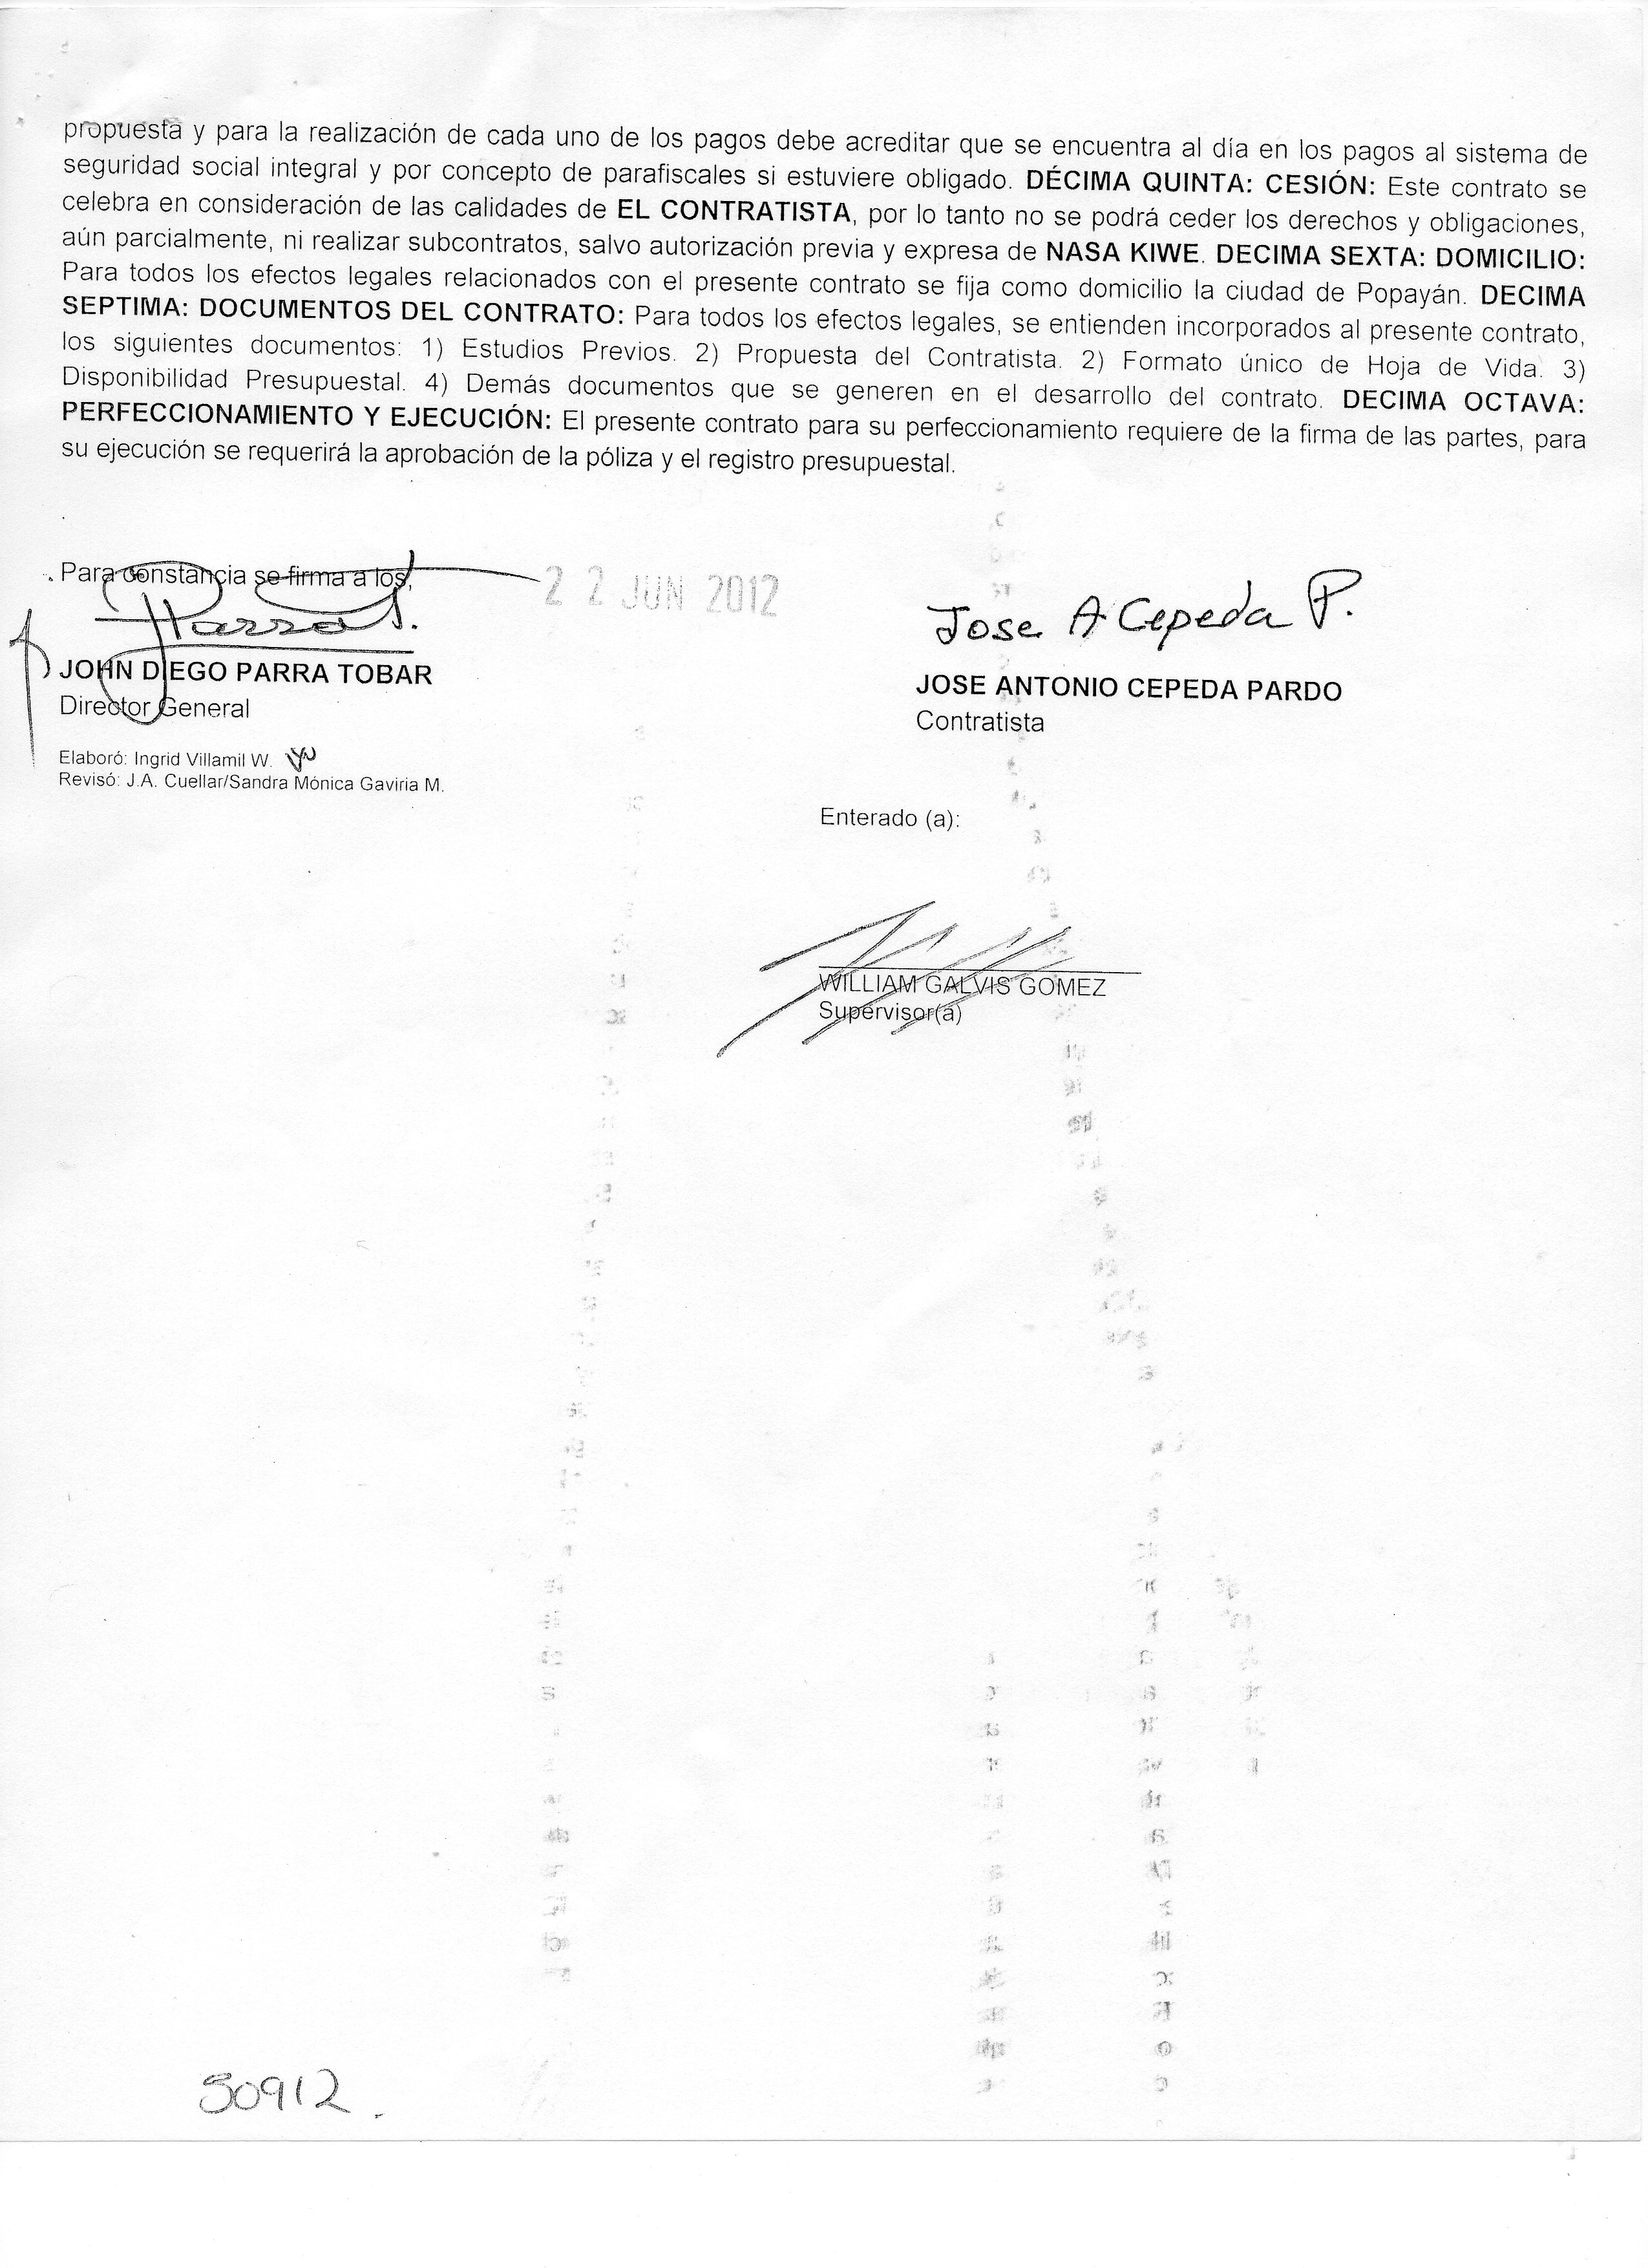 propuesta y para la realización de cada uno de los pagos debe acreditar que se encuentra al día en los pagos al sistema de
seguridad social integral y por concepto de parafiscales si estuviere obligado. DÉCIMA QUINTA: CESIÓN: Este contrato se
celebra en consideración de las calidades de EL CONTRATISTA, por lo tanto no se podrá ceder los derechos y obligaciones,
aún parcialmente, ni realizar subcontratos, salvo autorización previa y expresa de NASA KIWE. DECIMA SEXTA: DOMICILIO:
Para todos los efectos legales relacionados con el presente contrato se fija como domicilio la ciudad de Popayán. DECIMA
SEPTIMA: DOCUMENTOS DEL CONTRATO: Para todos los efectos legales, se entienden incorporados al presente contrato,
los siguientes documentos: 1) Estudios Previos. 2) Propuesta del Contratista. 2) Formato único de Hoja de Vida. 3)
Disponibilidad Presupuestal. 4) Demás documentos que se generen en el desarrollo del contrato. DECIMA OCTAVA:
PERFECCIONAMIENTO Y EJECUCIÓN: El presente contrato para su perfeccionamiento requiere de la firma de las partes, para
su ejecución se requerirá la aprobación de la póliza y el registro presupuestal.
Para constancia se firma a los, 22 JUN 2012
Parra T.
JOHN DIEGO PARRA TOBAR
Director General
Elaboró: Ingrid Villamil W.
Revisó: J.A. Cuellar/Sandra Mónica Gaviria M.
Jose A Cepeda P.
JOSE ANTONIO CEPEDA PARDO
Contratista
Enterado (a):
WILLIAM GALVIS GOMEZ
Supervisor(a)
50912.